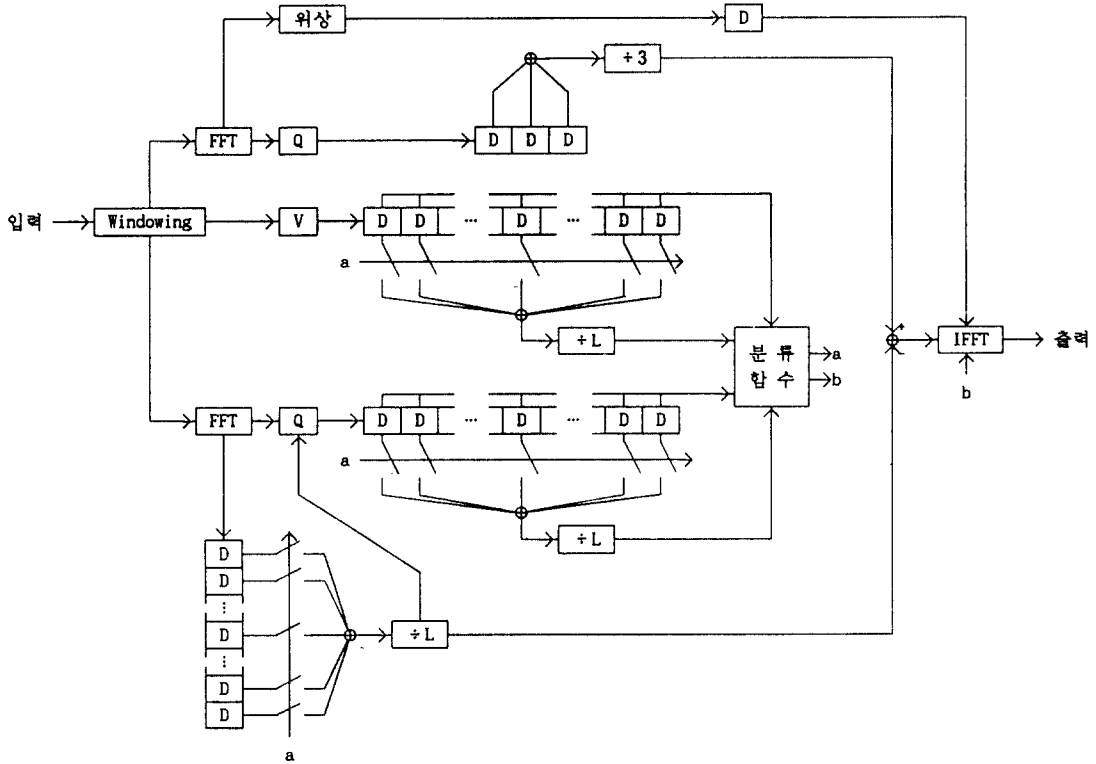 위상
D
÷3
FFT
Q
D D D
입력
Windowing
V
D D ... D ... D D
a
÷L
분류
함수
a
b
IFFT
출력
b
FFT
Q
D D ... D ... D D
a
÷L
D
D
⋮
D
⋮
D
D
÷L
a
+
-